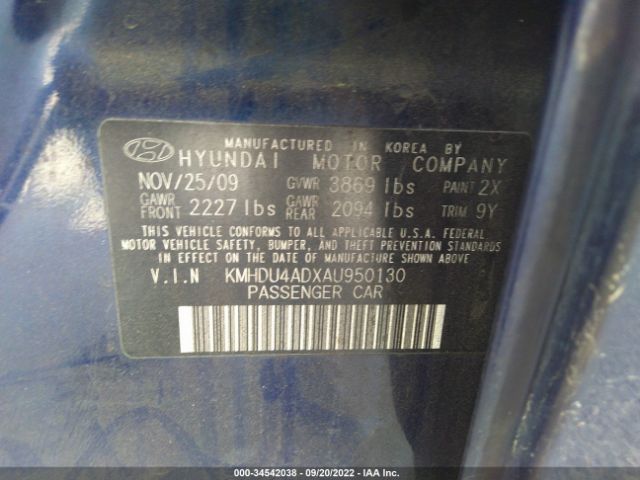 MANUFACTURED IN KOREA BY
HYUNDAI MOTOR COMPANY
NOV/25/09 GVWR 3869 lbs PAINT 2X
GAWR FRONT 2227 lbs GAWR REAR 2094 lbs TRIM 9Y
THIS VEHICLE CONFORMS TO ALL APPLICABLE U.S.A. FEDERAL
MOTOR VEHICLE SAFETY, BUMPER, AND THEFT PREVENTION STANDARDS
IN EFFECT ON THE DATE OF MANUFACTURE SHOWN ABOVE.
V.I.N KMHDU4ADXAU950130
PASSENGER CAR
000-34542038 - 09/20/2022 - IAA Inc.